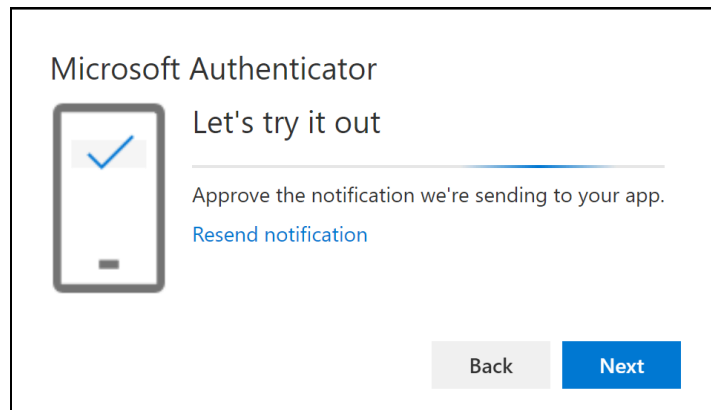 Microsoft Authenticator
Let's try it out
Approve the notification we're sending to your app.
Resend notification
Back
Next